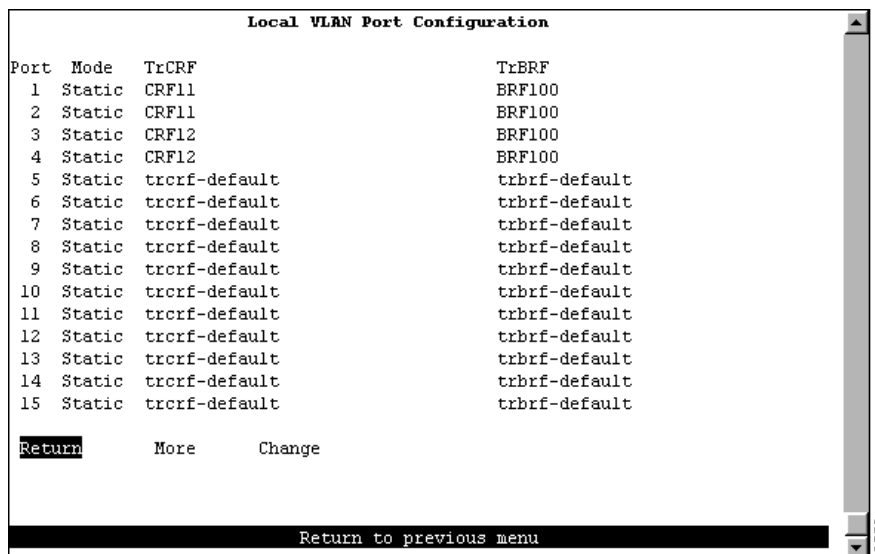 Local VLAN Port Configuration
Port Mode TrCRF TrBRF
1 Static CRF11 BRF100
2 Static CRF11 BRF100
3 Static CRF12 BRF100
4 Static CRF12 BRF100
5 Static trcrf-default trbrf-default
6 Static trcrf-default trbrf-default
7 Static trcrf-default trbrf-default
8 Static trcrf-default trbrf-default
9 Static trcrf-default trbrf-default
10 Static trcrf-default trbrf-default
11 Static trcrf-default trbrf-default
12 Static trcrf-default trbrf-default
13 Static trcrf-default trbrf-default
14 Static trcrf-default trbrf-default
15 Static trcrf-default trbrf-default
Return More Change
Return to previous menu